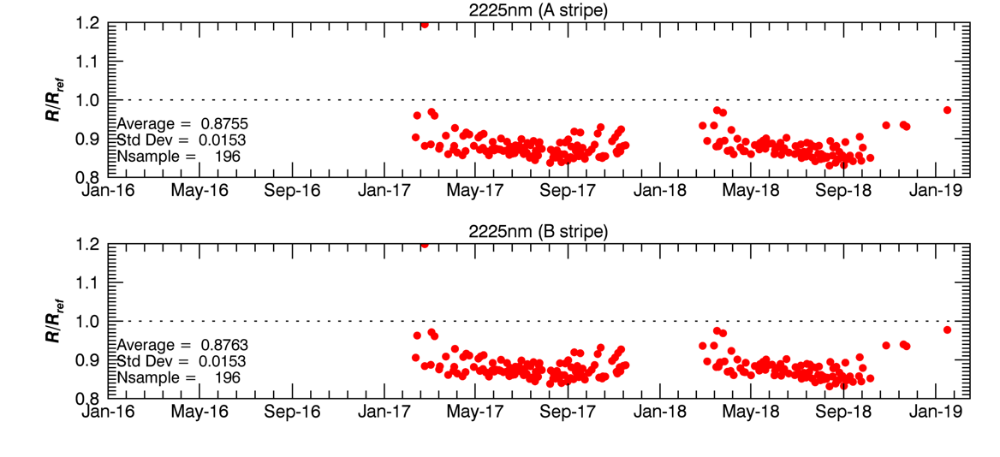 2225nm (A stripe)
1.2
1.1
1.0
0.9
0.8
R/Rref
Average = 0.8755
Std Dev = 0.0153
Nsample = 196
Jan-16 May-16 Sep-16 Jan-17 May-17 Sep-17 Jan-18 May-18 Sep-18 Jan-19
2225nm (B stripe)
1.2
1.1
1.0
0.9
0.8
R/Rref
Average = 0.8763
Std Dev = 0.0153
Nsample = 196
Jan-16 May-16 Sep-16 Jan-17 May-17 Sep-17 Jan-18 May-18 Sep-18 Jan-19